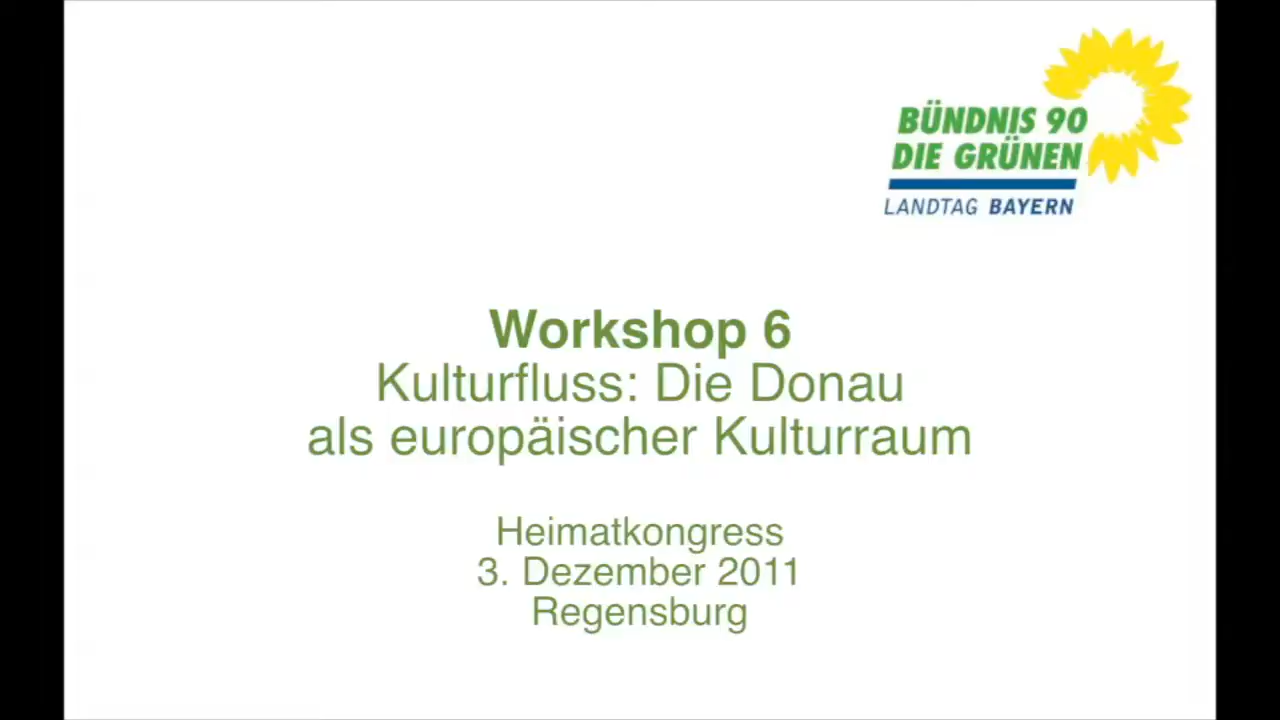 BÜNDNIS 90
DIE GRÜNEN
LANDTAG BAYERN
Workshop 6
Kulturfluss: Die Donau
als europäischer Kulturraum
Heimatkongress
3. Dezember 2011
Regensburg